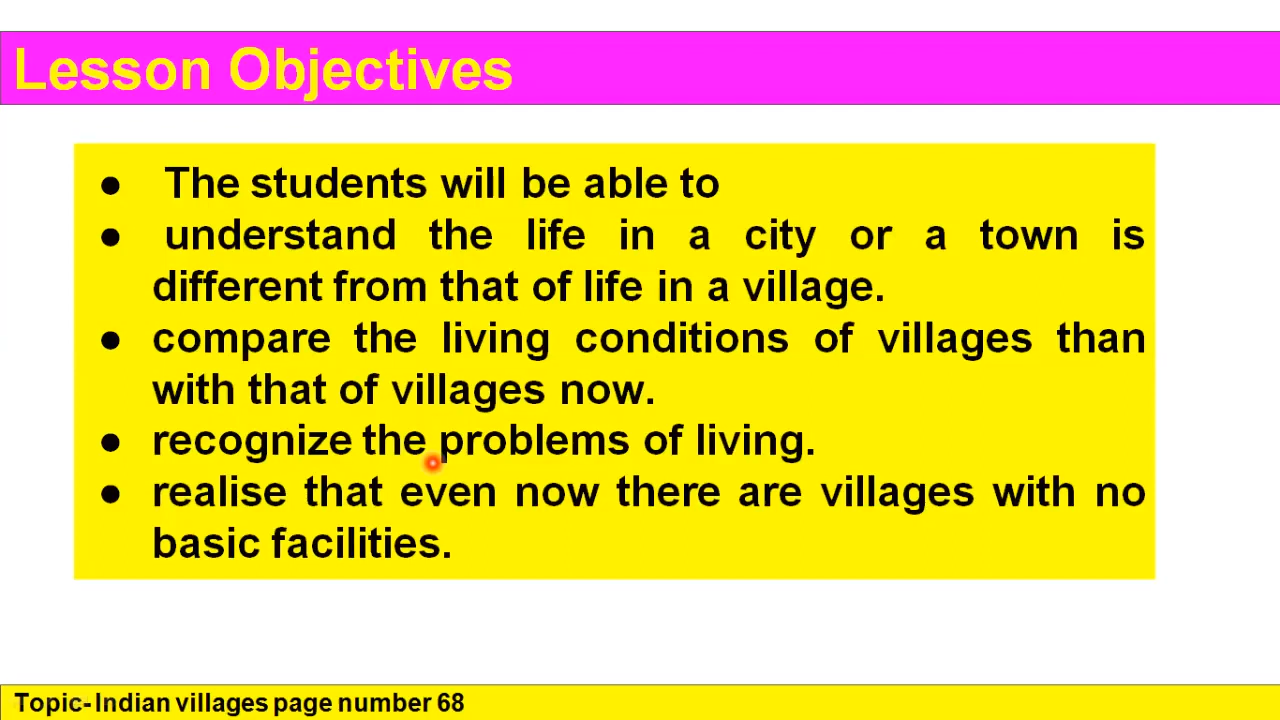 Lesson Objectives
● The students will be able to
● understand the life in a city or a town is
different from that of life in a village.
● compare the living conditions of villages than
with that of villages now.
● recognize the problems of living.
● realise that even now there are villages with no
basic facilities.
Topic- Indian villages page number 68